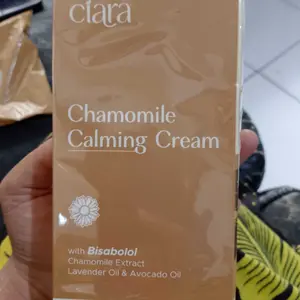 clara
Chamomile
Calming Cream
with Bisabolol
Chamomile Extract
Lavender Oil & Avocado Oil